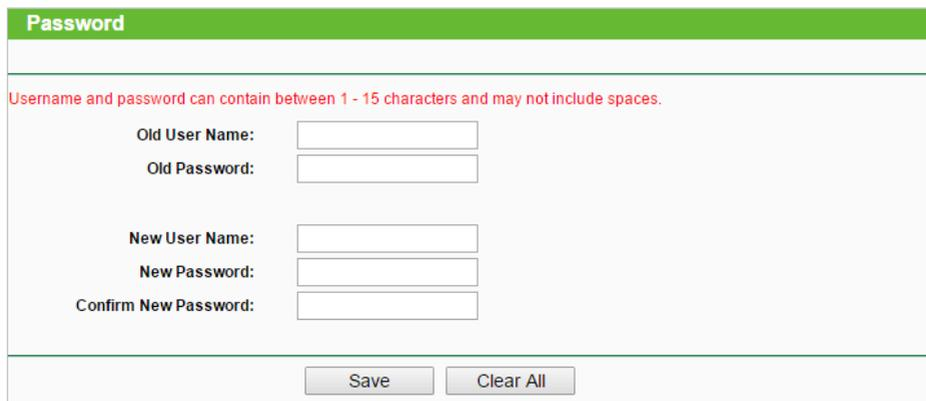 Password
Username and password can contain between 1 - 15 characters and may not include spaces.
Old User Name:
Old Password:
New User Name:
New Password:
Confirm New Password:
Save Clear All